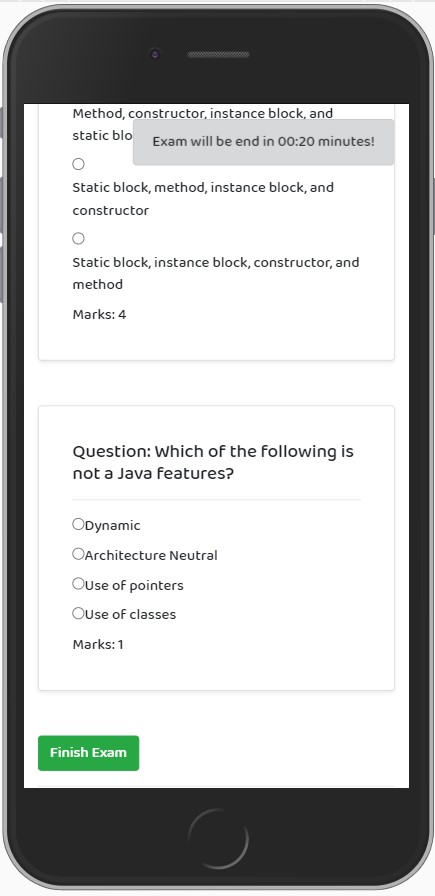 Method, constructor, instance block, and
static blo
Exam will be end in 00:20 minutes!
Static block, method, instance block, and
constructor
Static block, instance block, constructor, and
method
Marks: 4
Question: Which of the following is
not a Java features?
Dynamic
Architecture Neutral
Use of pointers
Use of classes
Marks: 1
Finish Exam